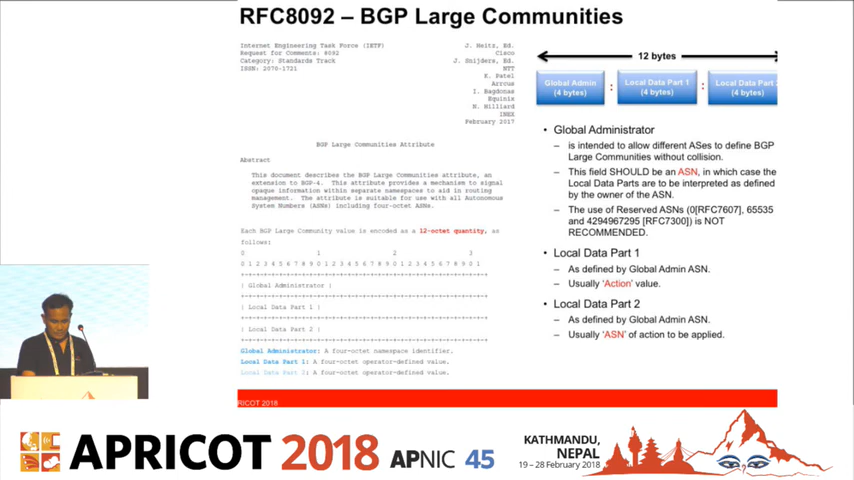 RFC8092 – BGP Large Communities
Internet Engineering Task Force (IETF)
Request for Comments: 8092
Category: Standards Track
ISSN: 2070-1721
J. Heitz, Ed.
Cisco
J. Snijders, Ed.
NTT
K. Patel
Arrcus
I. Bagdonas
Equinix
N. Hilliard
INEX
February 2017
BGP Large Communities Attribute
Abstract
This document describes the BGP Large Communities attribute, an
extension to BGP-4. This attribute provides a mechanism to signal
opaque information within separate namespaces to aid in routing
management. The attribute is suitable for use with all Autonomous
System Numbers (ASNs) including four-octet ASNs.
Each BGP Large Community value is encoded as a 12-octet quantity, as
follows:
0 1 2 3
0 1 2 3 4 5 6 7 8 9 0 1 2 3 4 5 6 7 8 9 0 1 2 3 4 5 6 7 8 9 0 1
| Global Administrator |
| Local Data Part 1 |
| Local Data Part 2 |
Global Administrator: A four-octet namespace identifier.
Local Data Part 1: A four-octet operator-defined value.
Local Data Part 2: A four-octet operator-defined value.
12 bytes
Global Admin
(4 bytes)
:
Local Data Part 1
(4 bytes)
:
Local Data Part
(4 bytes)
• Global Administrator
– is intended to allow different ASes to define BGP
Large Communities without collision.
– This field SHOULD be an ASN, in which case the
Local Data Parts are to be interpreted as defined
by the owner of the ASN.
– The use of Reserved ASNs (0[RFC7607], 65535
and 4294967295 [RFC7300]) is NOT
RECOMMENDED.
• Local Data Part 1
– As defined by Global Admin ASN.
– Usually ‘Action’ value.
• Local Data Part 2
– As defined by Global Admin ASN.
– Usually ‘ASN’ of action to be applied.
RICOT 2018
APRICOT 2018
APNIC 45
KATHMANDU,
NEPAL
19 – 28 February 2018